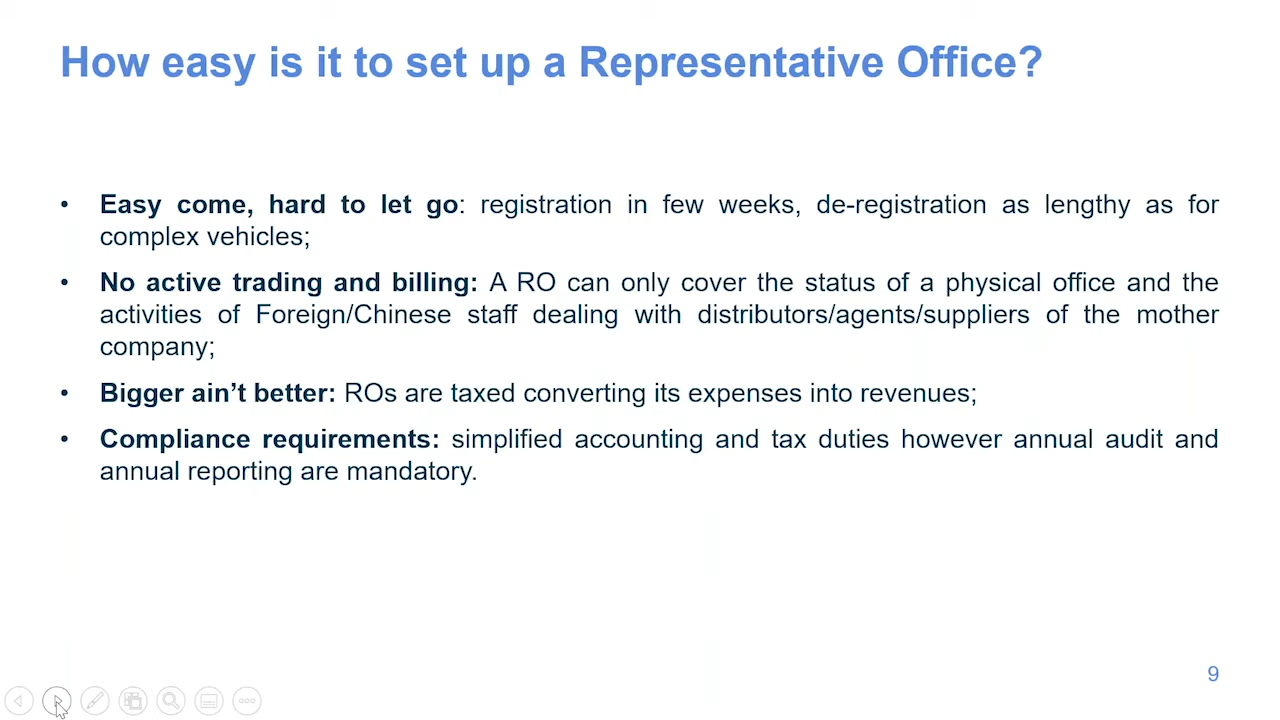 How easy is it to set up a Representative Office?
• Easy come, hard to let go: registration in few weeks, de-registration as lengthy as for
complex vehicles;
• No active trading and billing: A RO can only cover the status of a physical office and the
activities of Foreign/Chinese staff dealing with distributors/agents/suppliers of the mother
company;
• Bigger ain’t better: ROs are taxed converting its expenses into revenues;
• Compliance requirements: simplified accounting and tax duties however annual audit and
annual reporting are mandatory.
9